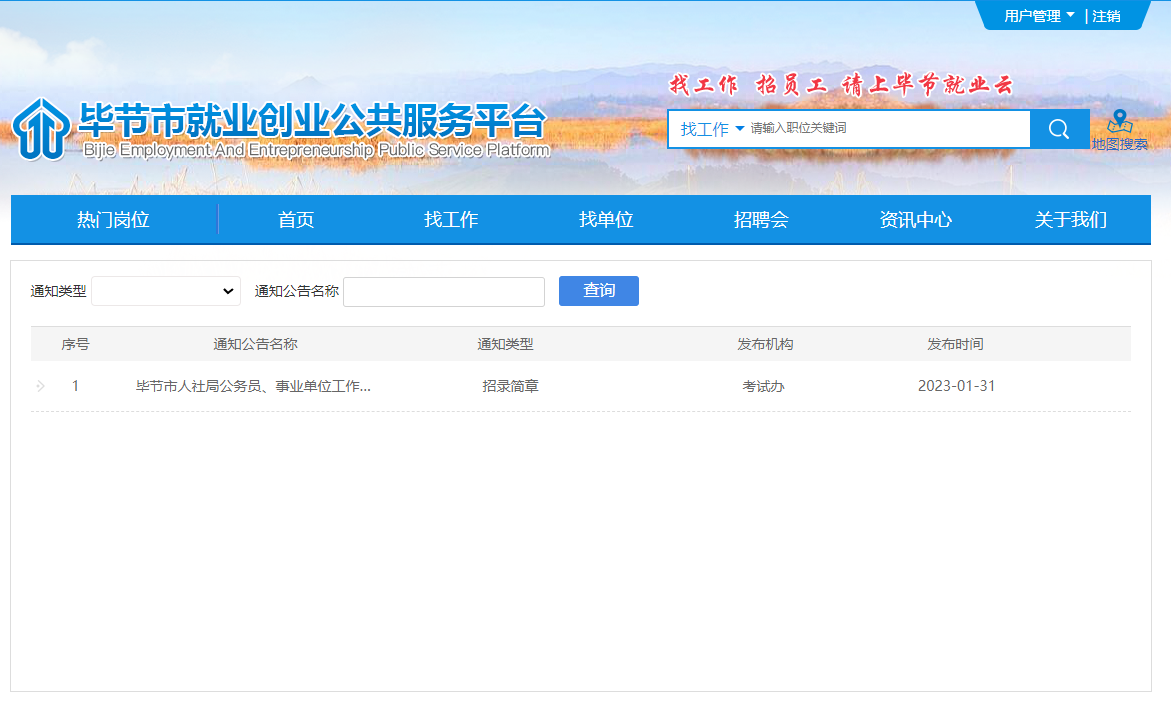 用户管理 | 注销
找工作 招员工 请上毕节就业云
毕节市就业创业公共服务平台
Bijie Employment And Entrepreneurship Public Service Platform
找工作 请输入职位关键词
地图搜索
热门岗位 首页 找工作 找单位 招聘会 资讯中心 关于我们
通知类型 通知公告名称 查询
序号 通知公告名称 通知类型 发布机构 发布时间
1 毕节市人社局公务员、事业单位工作... 招录简章 考试办 2023-01-31